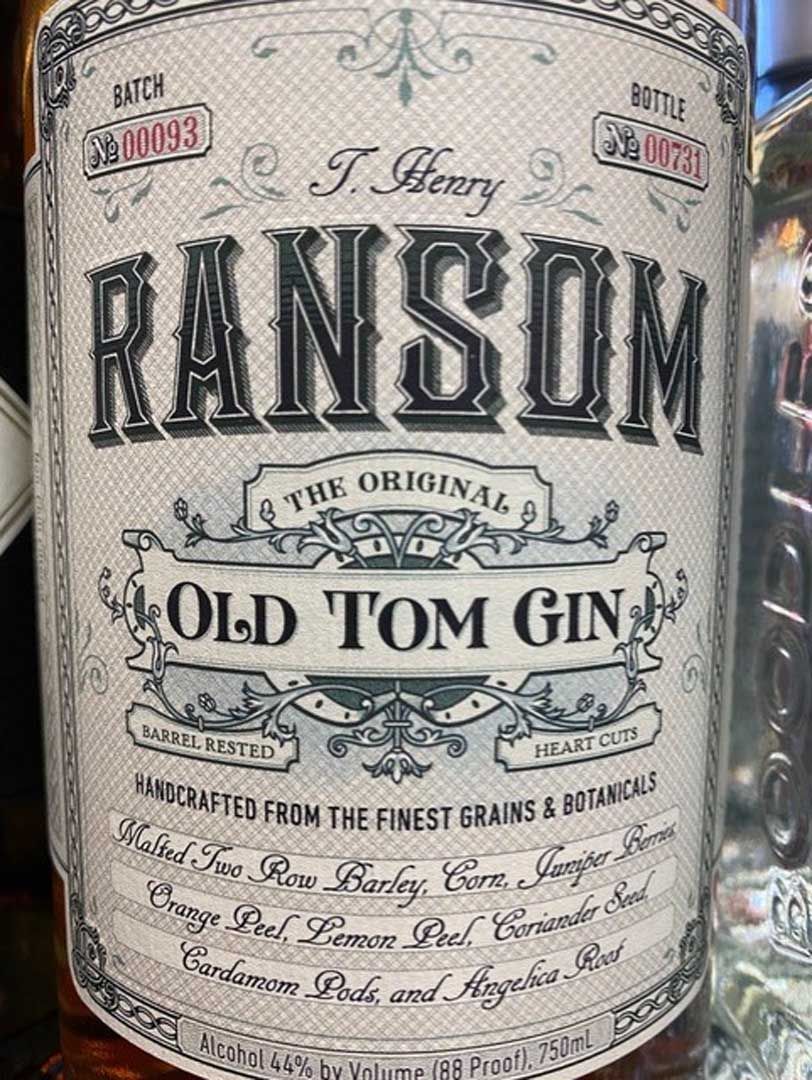 BATCH
BOTTLE
№ 00093
№ 00731
T. Henry
RANSOM
THE ORIGINAL
OLD TOM GIN
BARREL RESTED
HEART CUTS
HANDCRAFTED FROM THE FINEST GRAINS & BOTANICALS
Malted Two Row Barley, Corn, Juniper Berries,
Orange Peel, Lemon Peel, Coriander Seed,
Cardamom Pods, and Angelica Root
Alcohol 44% by Volume (88 Proof), 750mL